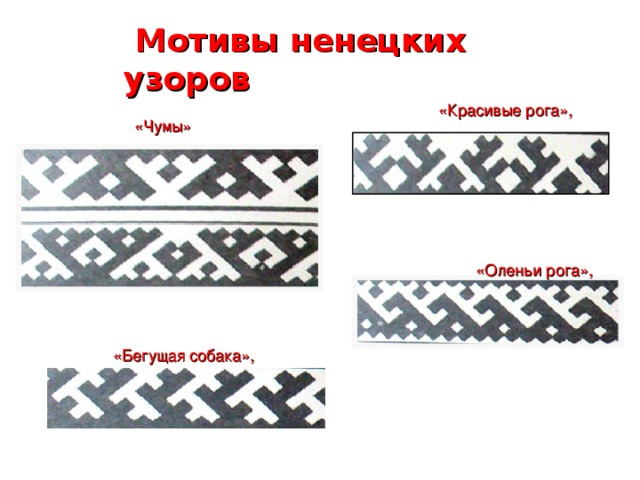 Мотивы ненецких
узоров
«Красивые рога»,
«Чумы»
«Оленьи рога»,
«Бегущая собака»,